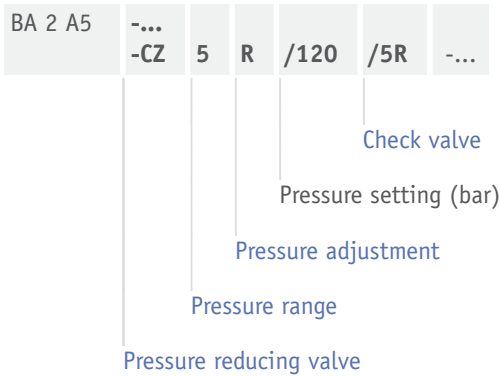 BA 2 A5 -...
-CZ 5 R /120 /5R -...
Check valve
Pressure setting (bar)
Pressure adjustment
Pressure range
Pressure reducing valve